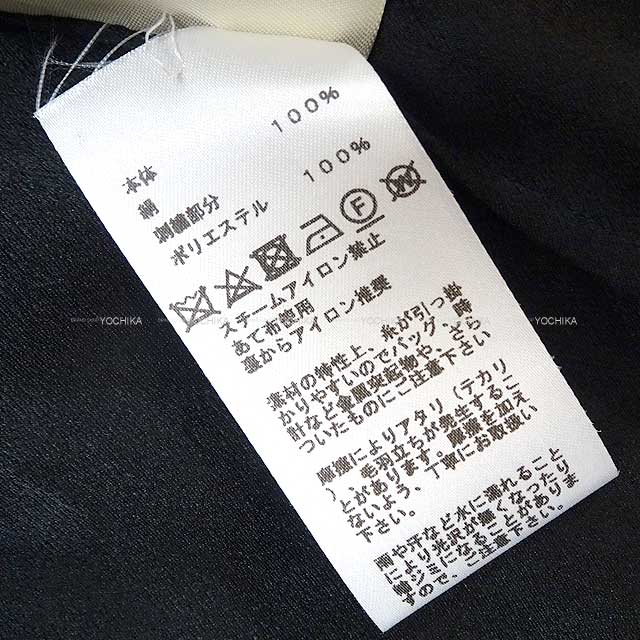 本体
絹 100%
刺繍部分
ポリエステル 100%
スチームアイロン禁止
あて布使用
裏からアイロン推奨
素材の特性上、糸が引っ掛
かりやすいのでバッグ、時
計など金属突起物や、ざら
ついたものにご注意下さい
摩擦によりアタリ（テカリ
）、毛羽立ちが発生するこ
とがあります。摩擦を加え
ないよう、丁寧にお取扱い
下さい。
雨や汗など水に濡れること
により光沢が無くなったり
輪ジミになることがありま
すので、ご注意下さい。
YOCHIKA
YOCHIKA